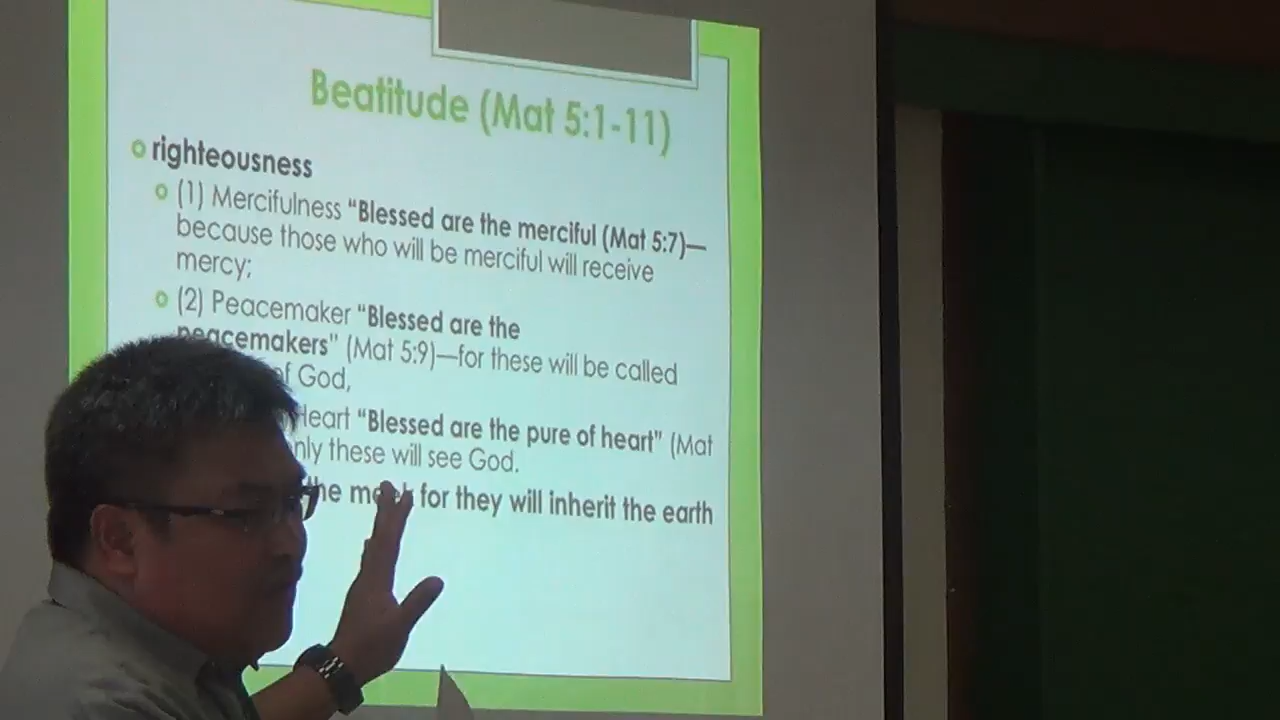 Beatitude (Mat 5:1-11)
righteousness
(1) Mercifulness “Blessed are the merciful (Mat 5:7)—
because those who will be merciful will receive
mercy;
(2) Peacemaker “Blessed are the
peacemakers” (Mat 5:9)—for these will be called
of God,
Heart “Blessed are the pure of heart” (Mat
these will see God.
the meek for they will inherit the earth